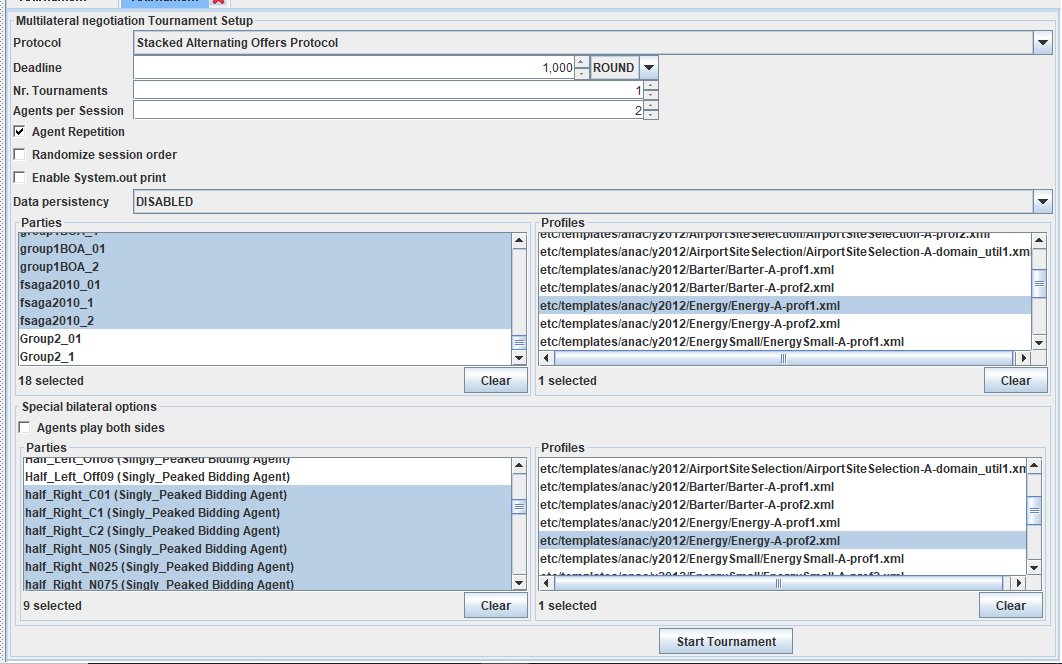 Multilateral negotiation Tournament Setup
Protocol Stacked Alternating Offers Protocol
Deadline 1,000 ROUND
Nr. Tournaments 1
Agents per Session 2
Agent Repetition
Randomize session order
Enable System.out print
Data persistency DISABLED
Parties
group1BOA_01
group1BOA_2
fsaga2010_01
fsaga2010_1
fsaga2010_2
Group2_01
Group2_1
18 selected Clear
Profiles
etc/templates/anac/y2012/AirportSiteSelection/AirportSiteSelection-A-prof2.xml
etc/templates/anac/y2012/AirportSiteSelection/AirportSiteSelection-A-domain_util1.xm
etc/templates/anac/y2012/Barter/Barter-A-prof1.xml
etc/templates/anac/y2012/Barter/Barter-A-prof2.xml
etc/templates/anac/y2012/Energy/Energy-A-prof1.xml
etc/templates/anac/y2012/Energy/Energy-A-prof2.xml
etc/templates/anac/y2012/EnergySmall/EnergySmall-A-prof1.xml
1 selected Clear
Special bilateral options
Agents play both sides
Parties
Half_Left_Off08 (Singly_Peaked Bidding Agent)
Half_Left_Off09 (Singly_Peaked Bidding Agent)
half_Right_C01 (Singly_Peaked Bidding Agent)
half_Right_C1 (Singly_Peaked Bidding Agent)
half_Right_C2 (Singly_Peaked Bidding Agent)
half_Right_N05 (Singly_Peaked Bidding Agent)
half_Right_N025 (Singly_Peaked Bidding Agent)
half_Right_N075 (Singly_Peaked Bidding Agent)
9 selected Clear
Profiles
etc/templates/anac/y2012/AirportSiteSelection/AirportSiteSelection-A-domain_util1.xm
etc/templates/anac/y2012/Barter/Barter-A-prof1.xml
etc/templates/anac/y2012/Barter/Barter-A-prof2.xml
etc/templates/anac/y2012/Energy/Energy-A-prof1.xml
etc/templates/anac/y2012/Energy/Energy-A-prof2.xml
etc/templates/anac/y2012/EnergySmall/EnergySmall-A-prof1.xml
1 selected Clear
Start Tournament